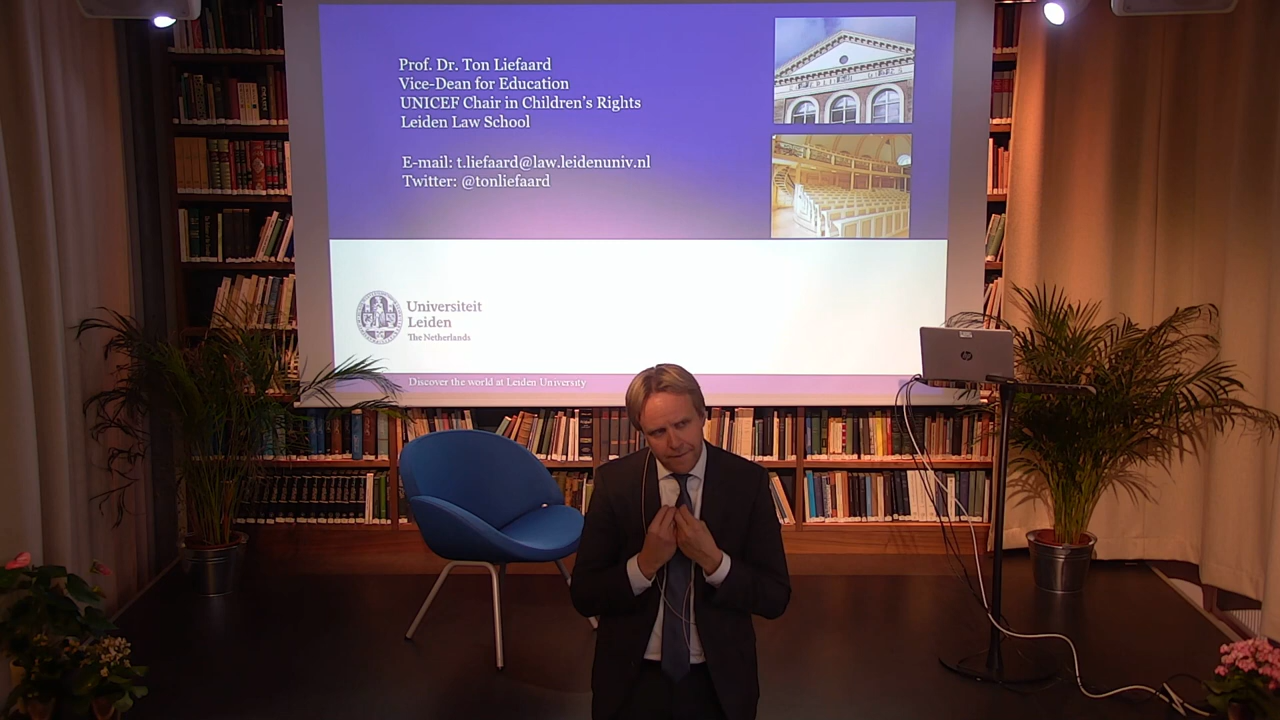 Prof. Dr. Ton Liefaard
Vice-Dean for Education
UNICEF Chair in Children's Rights
Leiden Law School
E-mail: t.liefaard@law.leidenuniv.nl
Twitter: @tonliefaard
Universiteit
Leiden
The Netherlands
Discover the world at Leiden University
hp